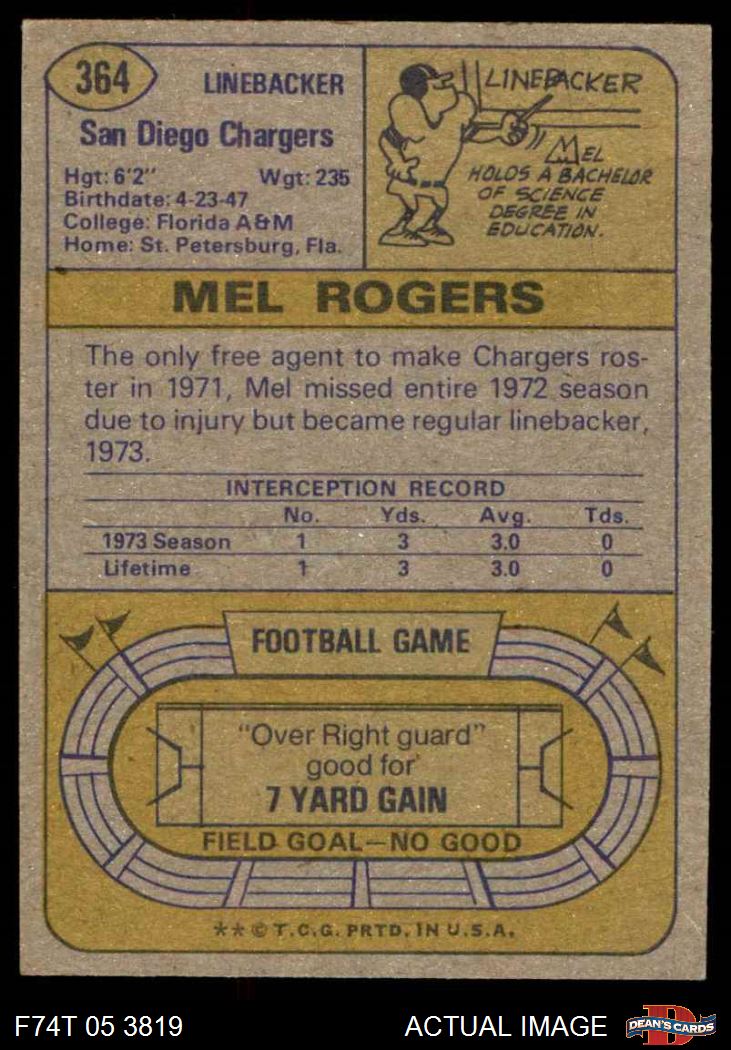 364
LINEBACKER
San Diego Chargers
Hgt: 6'2"   Wgt: 235
Birthdate: 4-23-47
College: Florida A&M
Home: St. Petersburg, Fla.
LINEBACKER
MEL
HOLDS A BACHELOR
OF SCIENCE
DEGREE IN
EDUCATION.
MEL ROGERS
The only free agent to make Chargers ros-
ter in 1971, Mel missed entire 1972 season
due to injury but became regular linebacker,
1973.
INTERCEPTION RECORD
No. Yds. Avg. Tds.
1973 Season 1 3 3.0 0
Lifetime 1 3 3.0 0
FOOTBALL GAME
"Over Right guard"
good for
7 YARD GAIN
FIELD GOAL—NO GOOD
**© T.C.G. PRTD. IN U.S.A.
F74T 05 3819
ACTUAL IMAGE
D
DEAN'S CARDS